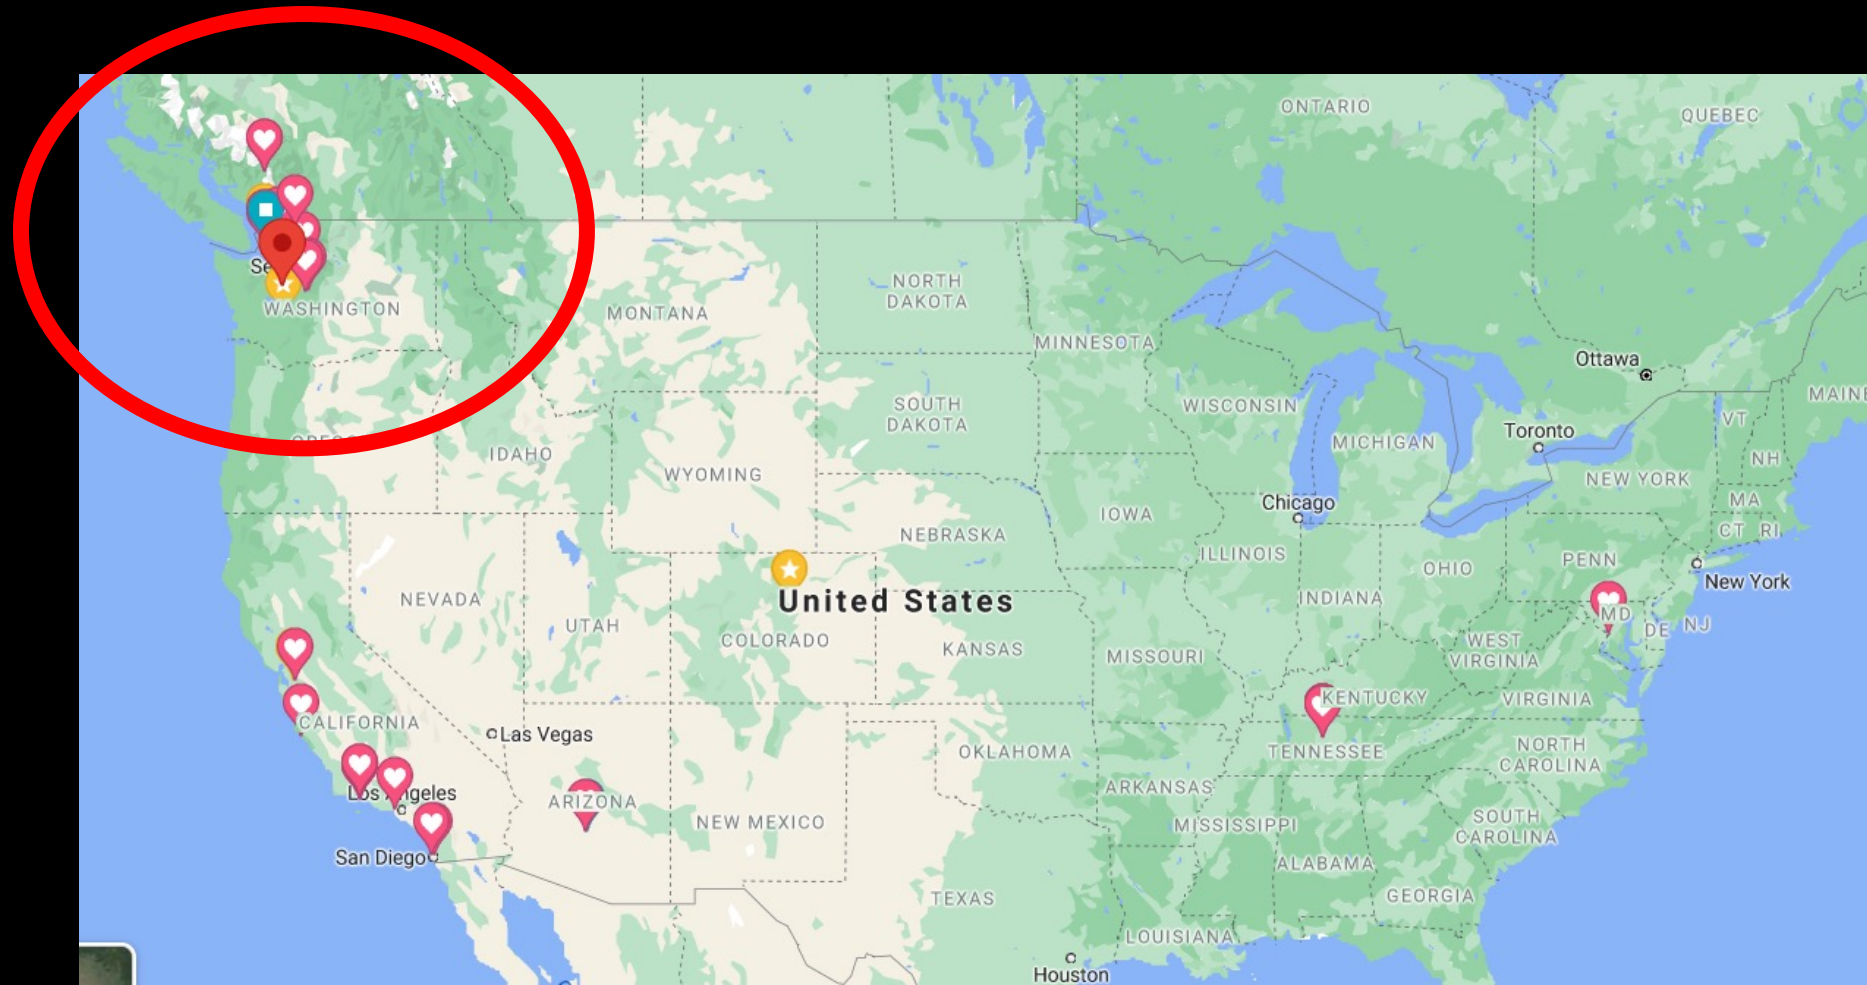 ONTARIO
QUEBEC
Se
WASHINGTON
MONTANA
NORTH
DAKOTA
MINNESOTA
Ottawa
SOUTH
DAKOTA
WISCONSIN
MICHIGAN
Toronto
MAINE
VT
NH
IDAHO
WYOMING
NEW YORK
MA
CT
RI
Chicago
IOWA
NEBRASKA
ILLINOIS
OHIO
PENN
New York
NEVADA
United States
INDIANA
MD
DE
NJ
UTAH
COLORADO
KANSAS
MISSOURI
WEST
VIRGINIA
KENTUCKY
VIRGINIA
CALIFORNIA
Las Vegas
OKLAHOMA
TENNESSEE
NORTH
CAROLINA
Los Angeles
ARIZONA
NEW MEXICO
ARKANSAS
MISSISSIPPI
SOUTH
CAROLINA
San Diego
ALABAMA
GEORGIA
TEXAS
LOUISIANA
Houston